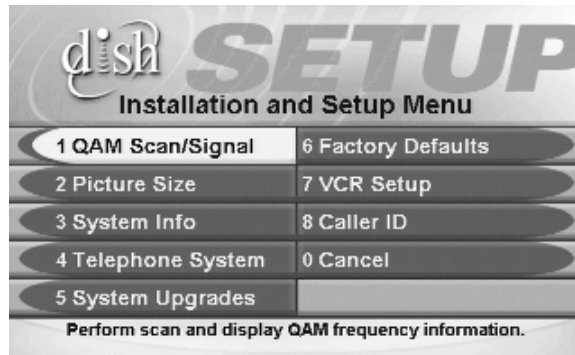 dish SETUP
Installation and Setup Menu
1 QAM Scan/Signal
6 Factory Defaults
2 Picture Size
7 VCR Setup
3 System Info
8 Caller ID
4 Telephone System
0 Cancel
5 System Upgrades
Perform scan and display QAM frequency information.